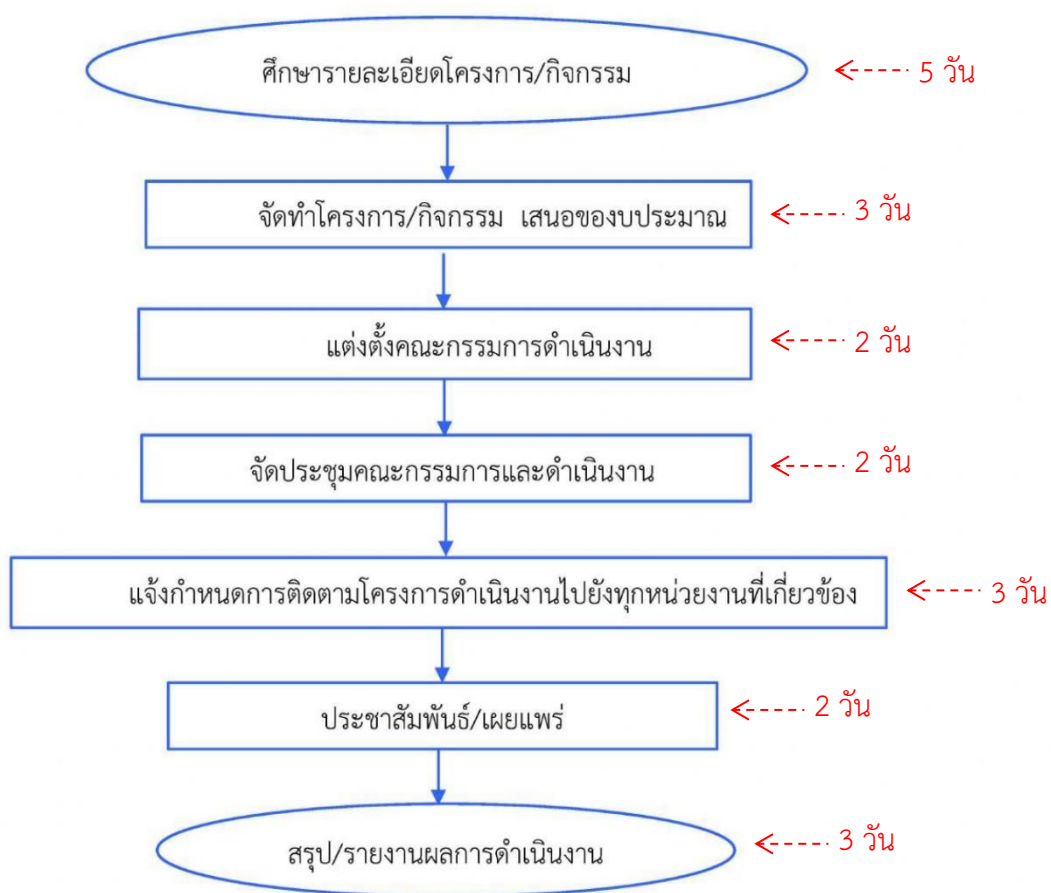 ศึกษารายละเอียดโครงการ/กิจกรรม
5 วัน
จัดทำโครงการ/กิจกรรม เสนอของบประมาณ
3 วัน
แต่งตั้งคณะกรรมการดำเนินงาน
2 วัน
จัดประชุมคณะกรรมการและดำเนินงาน
2 วัน
แจ้งกำหนดการติดตามโครงการดำเนินงานไปยังทุกหน่วยงานที่เกี่ยวข้อง
3 วัน
ประชาสัมพันธ์/เผยแพร่
2 วัน
สรุป/รายงานผลการดำเนินงาน
3 วัน